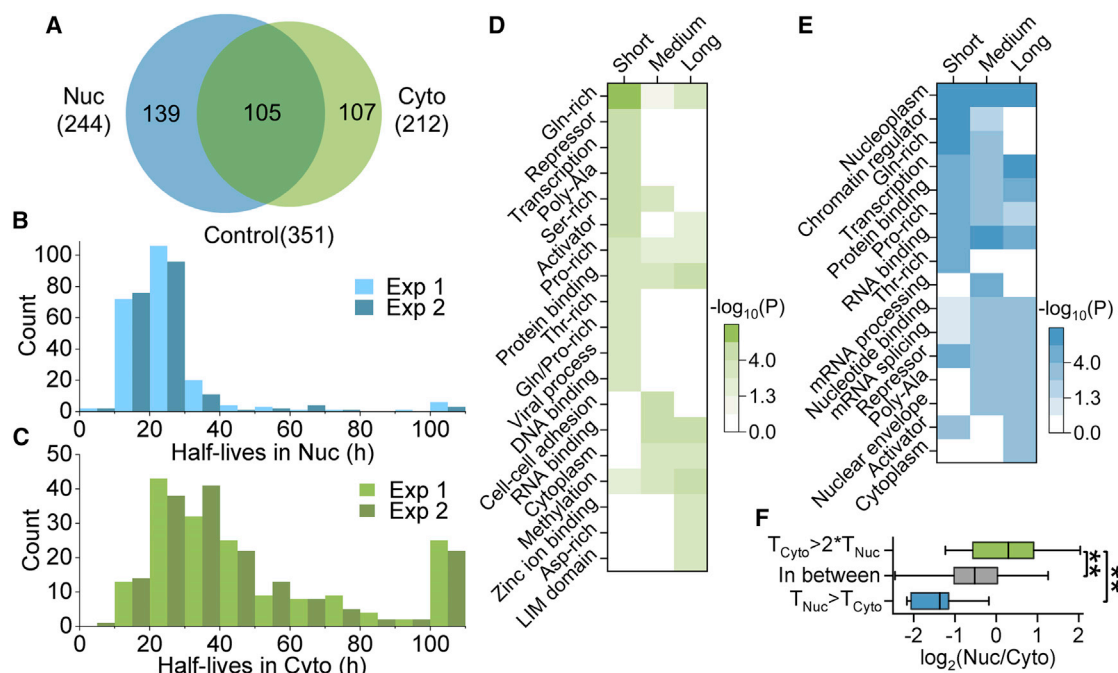 A
Nuc
(244)
139
105
107
Cyto
(212)
Control(351)
B
Count
100
80
60
40
20
0
Exp 1
Exp 2
0 20 40 60 80 100
Half-lives in Nuc (h)
C
Count
50
40
30
20
10
0
Exp 1
Exp 2
0 20 40 60 80 100
Half-lives in Cyto (h)
D
Short
Medium
Long
Gln-rich
Repressor
Transcription
Poly-Ala
Ser-rich
Activator
Pro-rich
Protein binding
Thr-rich
Gln/Pro-rich
Viral process
DNA binding
Cell-cell adhesion
RNA binding
Cytoplasm
Methylation
Zinc ion binding
Asp-rich
LIM domain
-log10(P)
4.0
1.3
0.0
E
Short
Medium
Long
Nucleoplasm
Chromatin regulator
Gln-rich
Transcription
Protein binding
Pro-rich
RNA binding
Thr-rich
mRNA processing
Nucleotide binding
mRNA splicing
Repressor
Poly-Ala
Nuclear envelope
Activator
Cytoplasm
-log10(P)
4.0
1.3
0.0
F
TCyto>2*TNuc
In between
TNuc>TCyto
**
**
-2 -1 0 1 2
log2(Nuc/Cyto)